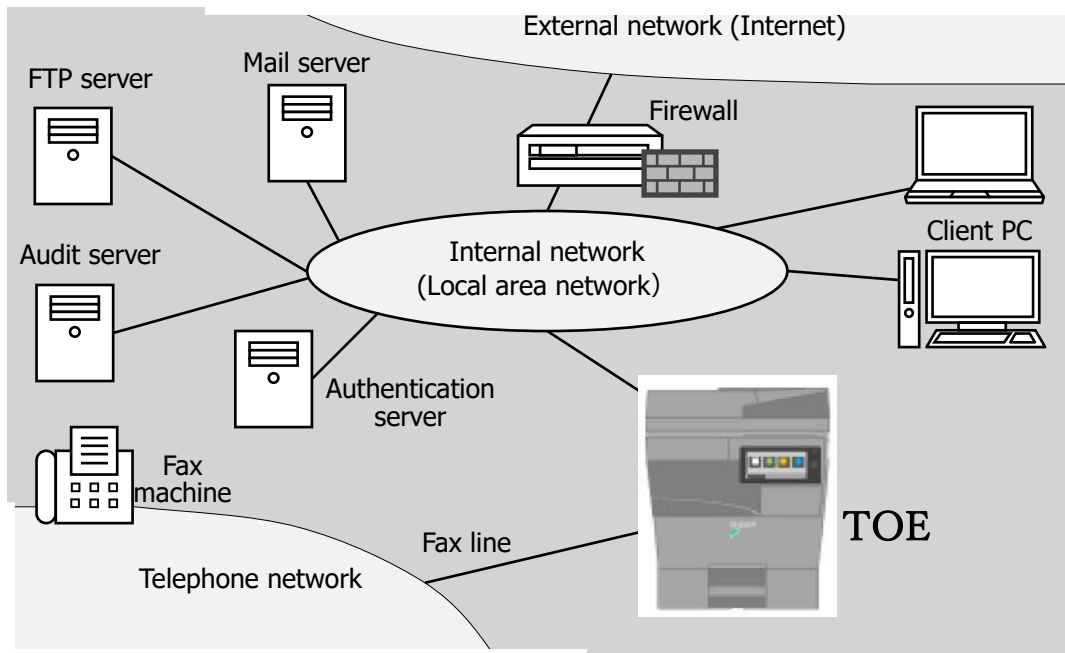 External network (Internet)
Mail server
FTP server
Firewall
Client PC
Audit server
Internal network
(Local area network）
Authentication
server
Fax
machine
TOE
Fax line
Telephone network